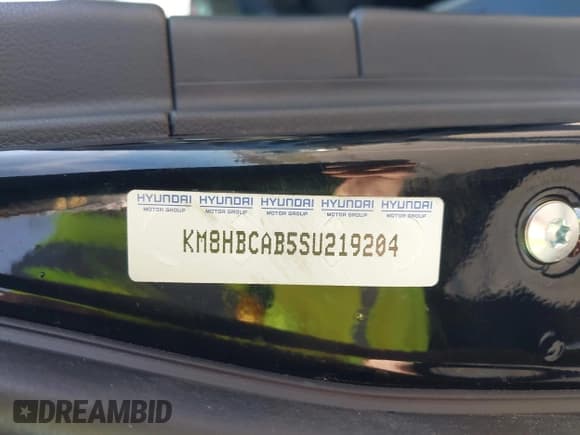 HYUNDAI HYUNDAI HYUNDAI HYUNDAI HYUNDAI
MOTOR GROUP MOTOR GROUP MOTOR GROUP MOTOR GROUP MOTOR GROUP
KM8HBCAB5SU219204
DREAMBID